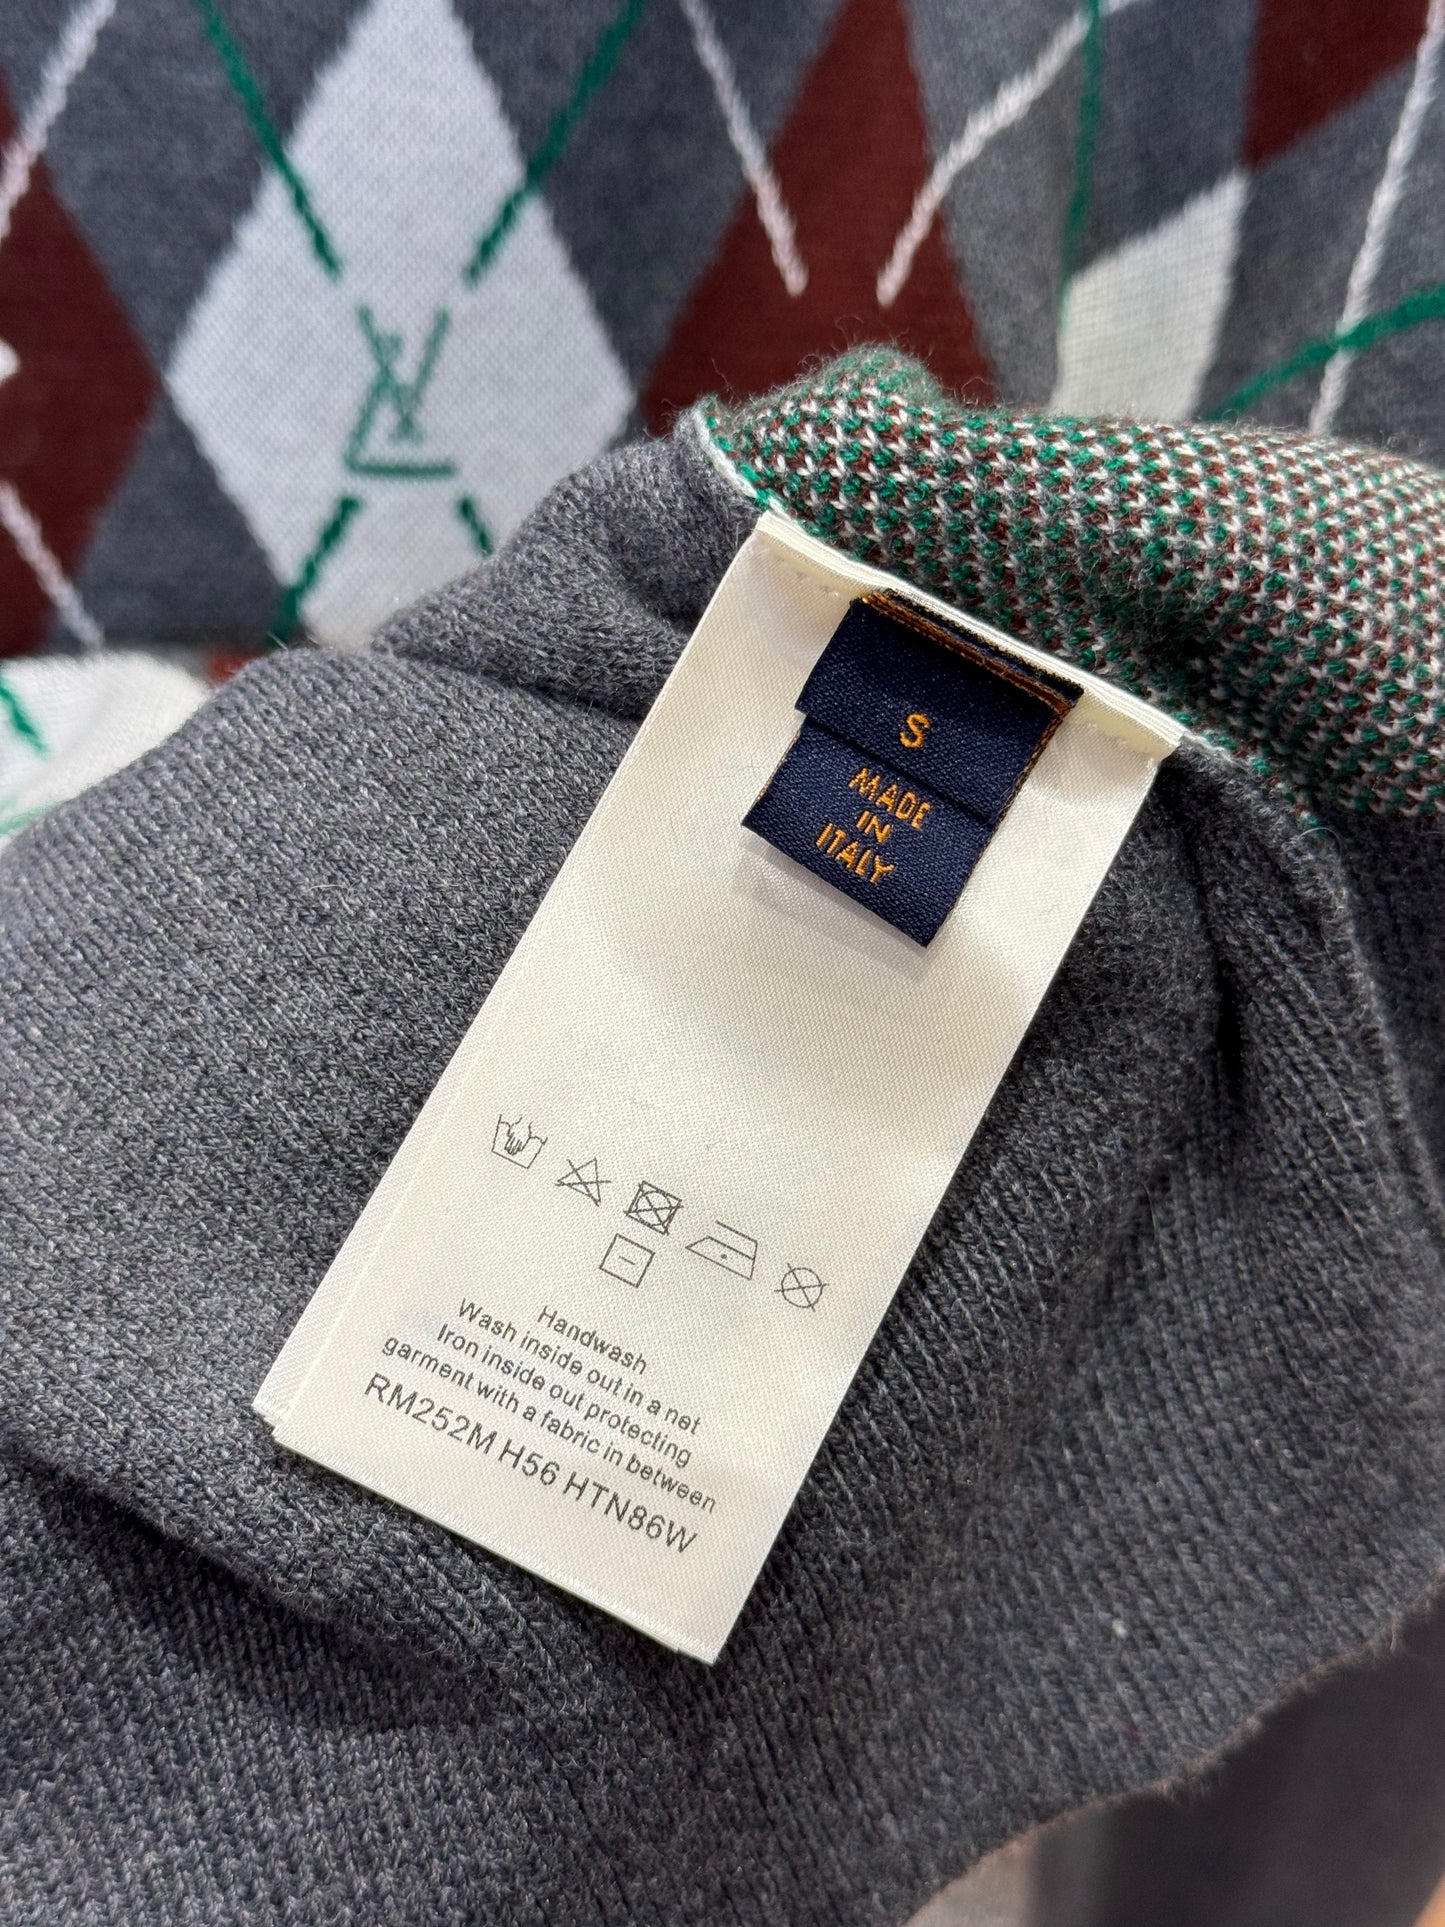 S
MADE
IN
ITALY
Handwash
Wash inside out in a net
Iron inside out protecting
garment with a fabric in between
RM252M H56 HTN86W